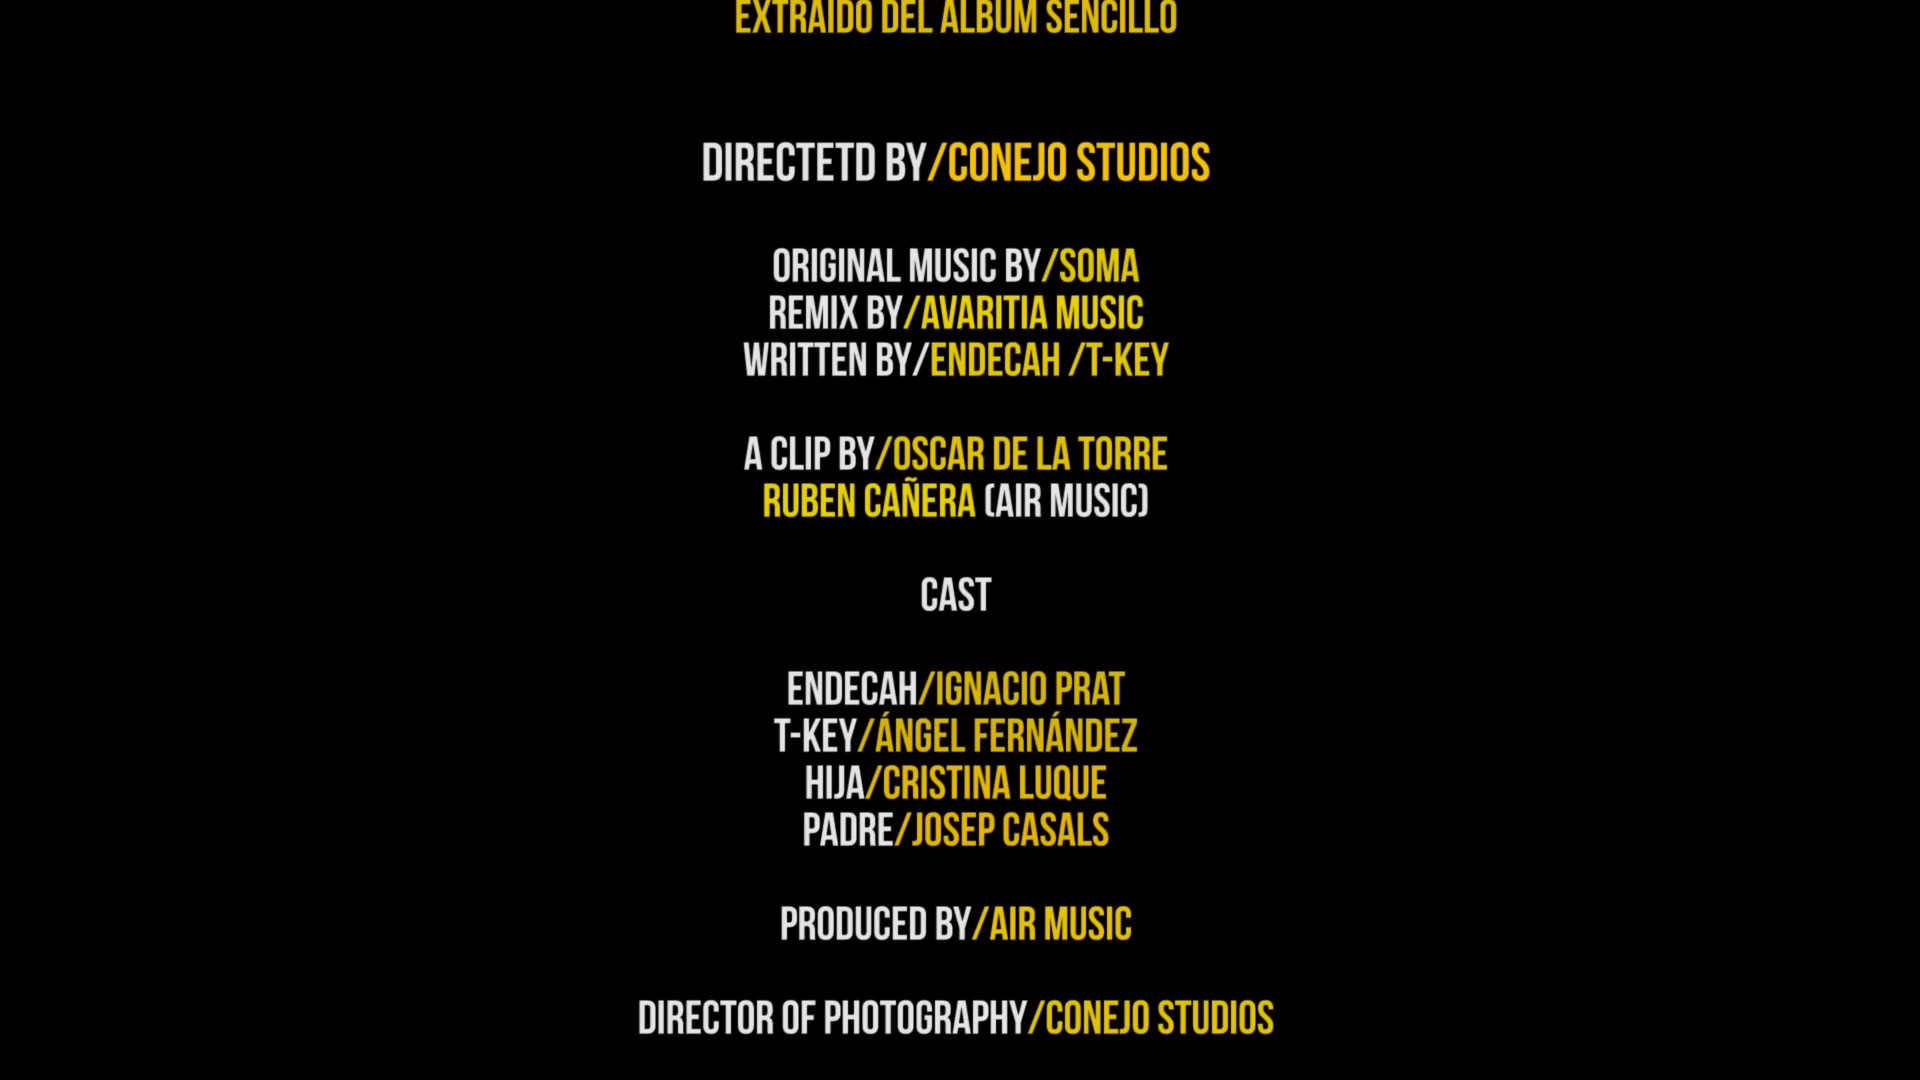 EXTRAIDO DEL ALBUM SENCILLO
DIRECTETD BY/CONEJO STUDIOS
ORIGINAL MUSIC BY/SOMA
REMIX BY/AVARITIA MUSIC
WRITTEN BY/ENDECAH /T-KEY
A CLIP BY/OSCAR DE LA TORRE
RUBEN CAÑERA (AIR MUSIC)
CAST
ENDECAH/IGNACIO PRAT
T-KEY/ÁNGEL FERNÁNDEZ
HIJA/CRISTINA LUQUE
PADRE/JOSEP CASALS
PRODUCED BY/AIR MUSIC
DIRECTOR OF PHOTOGRAPHY/CONEJO STUDIOS